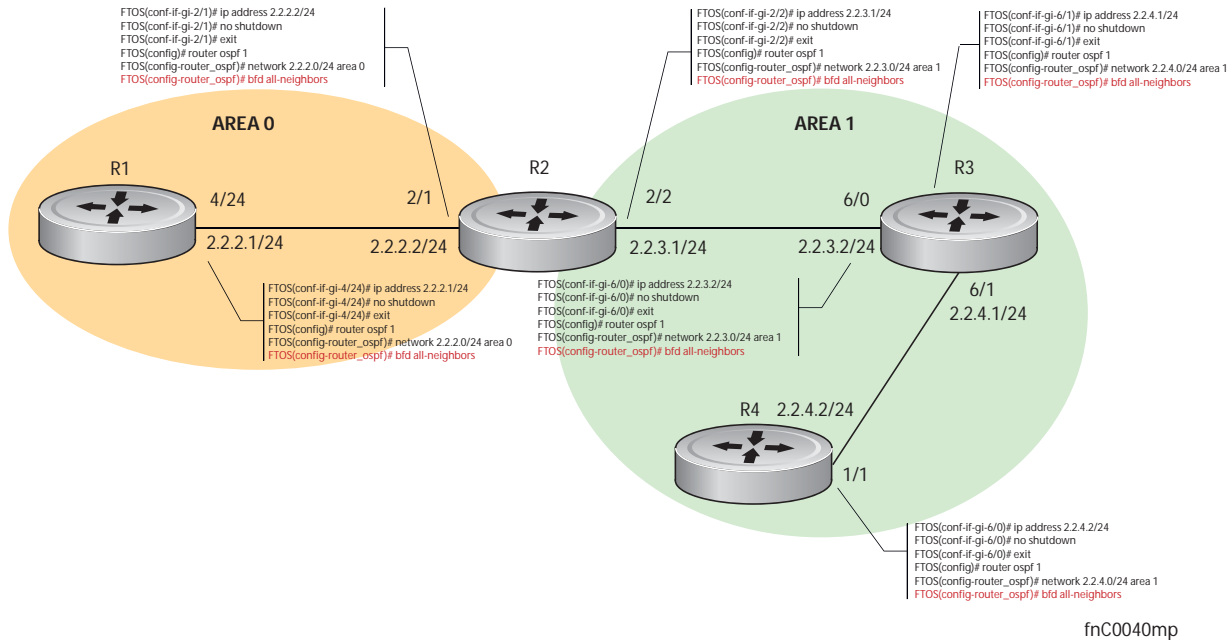 FTOS(conf-if-gi-2/1)# ip address 2.2.2.2/24
FTOS(conf-if-gi-2/1)# no shutdown
FTOS(conf-if-gi-2/1)# exit
FTOS(config)# router ospf 1
FTOS(config-router_ospf)# network 2.2.2.0/24 area 0
FTOS(config-router_ospf)# bfd all-neighbors
FTOS(conf-if-gi-2/2)# ip address 2.2.3.1/24
FTOS(conf-if-gi-2/2)# no shutdown
FTOS(conf-if-gi-2/2)# exit
FTOS(config)# router ospf 1
FTOS(config-router_ospf)# network 2.2.3.0/24 area 1
FTOS(config-router_ospf)# bfd all-neighbors
FTOS(conf-if-gi-6/1)# ip address 2.2.4.1/24
FTOS(conf-if-gi-6/1)# no shutdown
FTOS(conf-if-gi-6/1)# exit
FTOS(config)# router ospf 1
FTOS(config-router_ospf)# network 2.2.4.0/24 area 1
FTOS(config-router_ospf)# bfd all-neighbors
AREA 0
AREA 1
R1
R2
R3
4/24
2/1
2/2
6/0
2.2.2.1/24
2.2.2.2/24
2.2.3.1/24
2.2.3.2/24
6/1
2.2.4.1/24
FTOS(conf-if-gi-4/24)# ip address 2.2.2.1/24
FTOS(conf-if-gi-4/24)# no shutdown
FTOS(conf-if-gi-4/24)# exit
FTOS(config)# router ospf 1
FTOS(config-router_ospf)# network 2.2.2.0/24 area 0
FTOS(config-router_ospf)# bfd all-neighbors
FTOS(conf-if-gi-6/0)# ip address 2.2.3.2/24
FTOS(conf-if-gi-6/0)# no shutdown
FTOS(conf-if-gi-6/0)# exit
FTOS(config)# router ospf 1
FTOS(config-router_ospf)# network 2.2.3.0/24 area 1
FTOS(config-router_ospf)# bfd all-neighbors
R4
2.2.4.2/24
1/1
FTOS(conf-if-gi-6/0)# ip address 2.2.4.2/24
FTOS(conf-if-gi-6/0)# no shutdown
FTOS(conf-if-gi-6/0)# exit
FTOS(config)# router ospf 1
FTOS(config-router_ospf)# network 2.2.4.0/24 area 1
FTOS(config-router_ospf)# bfd all-neighbors
fnC0040mp